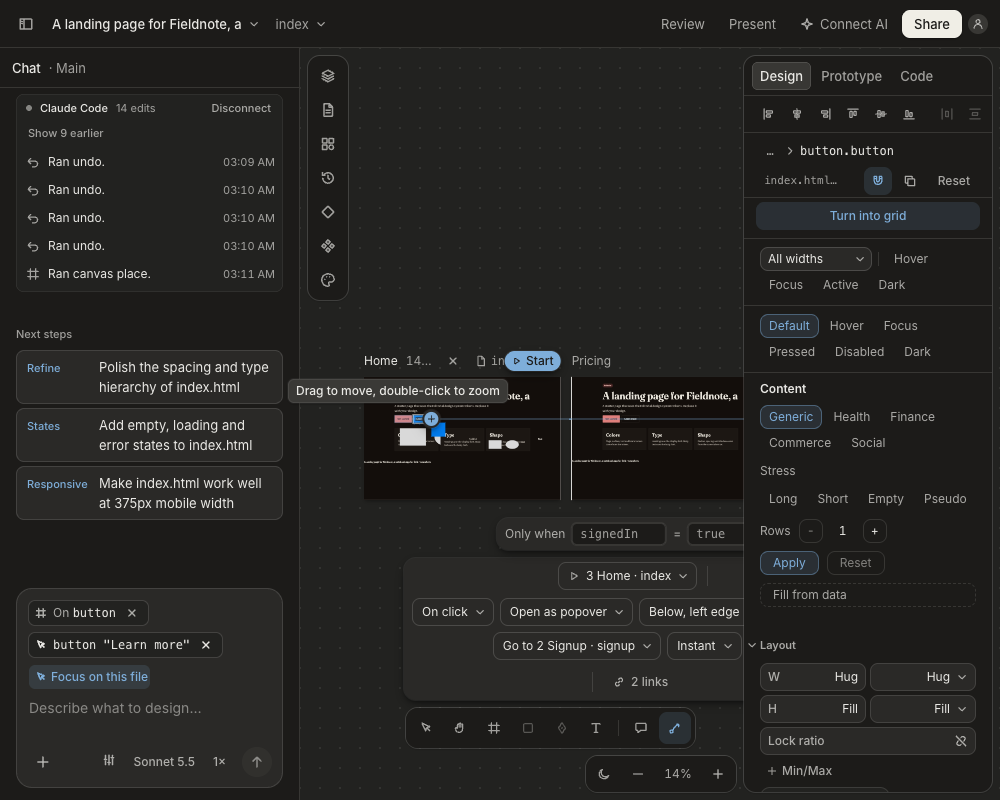 A landing page for Fieldnote, a
index
Review
Present
Connect AI
Share
Chat · Main
Claude Code 14 edits Disconnect
Show 9 earlier
Ran undo. 03:09 AM
Ran undo. 03:10 AM
Ran undo. 03:10 AM
Ran undo. 03:10 AM
Ran canvas place. 03:11 AM
Next steps
Refine Polish the spacing and type
hierarchy of index.html
States Add empty, loading and
error states to index.html
Responsive Make index.html work well
at 375px mobile width
On button
button "Learn more"
Focus on this file
Describe what to design...
Sonnet 5.5 1×
Home 14... in Start Pricing
Drag to move, double-click to zoom
te, a
A landing page for Fieldnote, a
Type Shape
Colors Type Shape
Only when signedIn = true
3 Home · index
On click Open as popover Below, left edge
Go to 2 Signup · signup Instant
2 links
14%
Design Prototype Code
... > button.button
index.html... Reset
Turn into grid
All widths Hover
Focus Active Dark
Default Hover Focus
Pressed Disabled Dark
Content
Generic Health Finance
Commerce Social
Stress
Long Short Empty Pseudo
Rows - 1 +
Apply Reset
Fill from data
Layout
W Hug Hug
H Fill Fill
Lock ratio
+ Min/Max